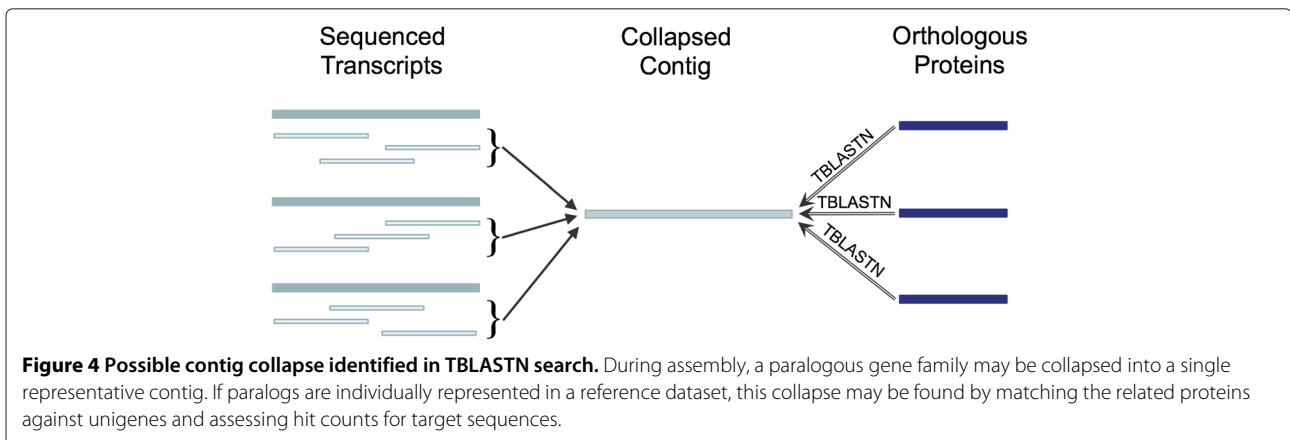 Sequenced
Transcripts
Collapsed
Contig
Orthologous
Proteins
TBLASTN
TBLASTN
TBLASTN
Figure 4 Possible contig collapse identified in TBLASTN search. During assembly, a paralogous gene family may be collapsed into a single
representative contig. If paralogs are individually represented in a reference dataset, this collapse may be found by matching the related proteins
against unigenes and assessing hit counts for target sequences.